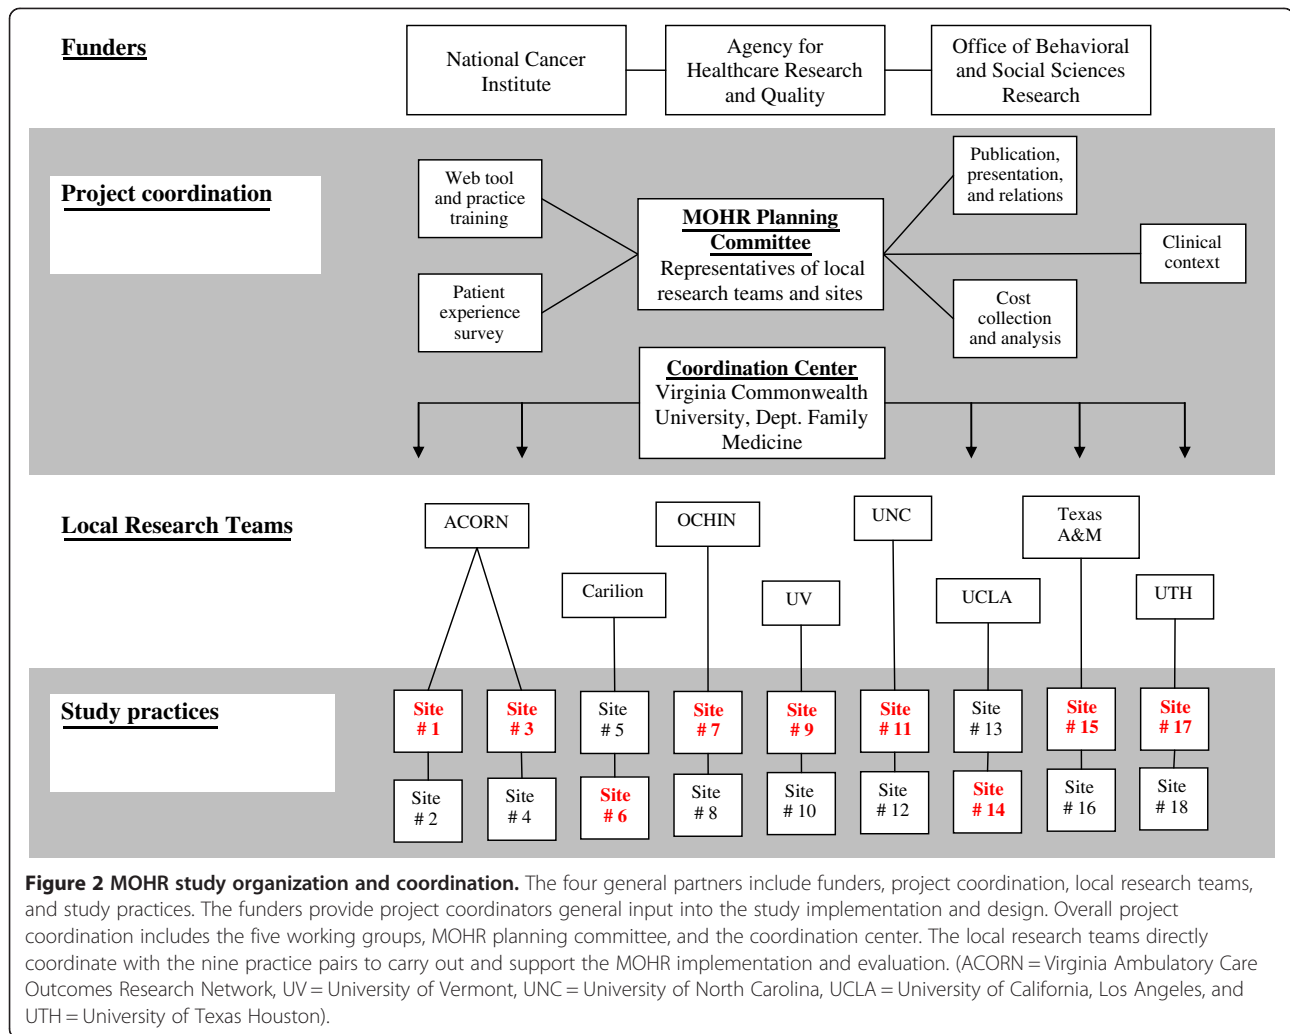 Funders
National Cancer
Institute
Agency for
Healthcare Research
and Quality
Office of Behavioral
and Social Sciences
Research
Project coordination
Web tool
and practice
training
Patient
experience
survey
MOHR Planning
Committee
Representatives of local
research teams and sites
Publication,
presentation,
and relations
Clinical
context
Cost
collection
and analysis
Coordination Center
Virginia Commonwealth
University, Dept. Family
Medicine
Local Research Teams
ACORN
Carilion
OCHIN
UV
UNC
UCLA
Texas
A&M
UTH
Study practices
Site
# 1
Site
# 3
Site
# 5
Site
# 7
Site
# 9
Site
# 11
Site
# 13
Site
# 15
Site
# 17
Site
# 2
Site
# 4
Site
# 6
Site
# 8
Site
# 10
Site
# 12
Site
# 14
Site
# 16
Site
# 18
Figure 2 MOHR study organization and coordination. The four general partners include funders, project coordination, local research teams,
and study practices. The funders provide project coordinators general input into the study implementation and design. Overall project
coordination includes the five working groups, MOHR planning committee, and the coordination center. The local research teams directly
coordinate with the nine practice pairs to carry out and support the MOHR implementation and evaluation. (ACORN = Virginia Ambulatory Care
Outcomes Research Network, UV = University of Vermont, UNC = University of North Carolina, UCLA = University of California, Los Angeles, and
UTH = University of Texas Houston).